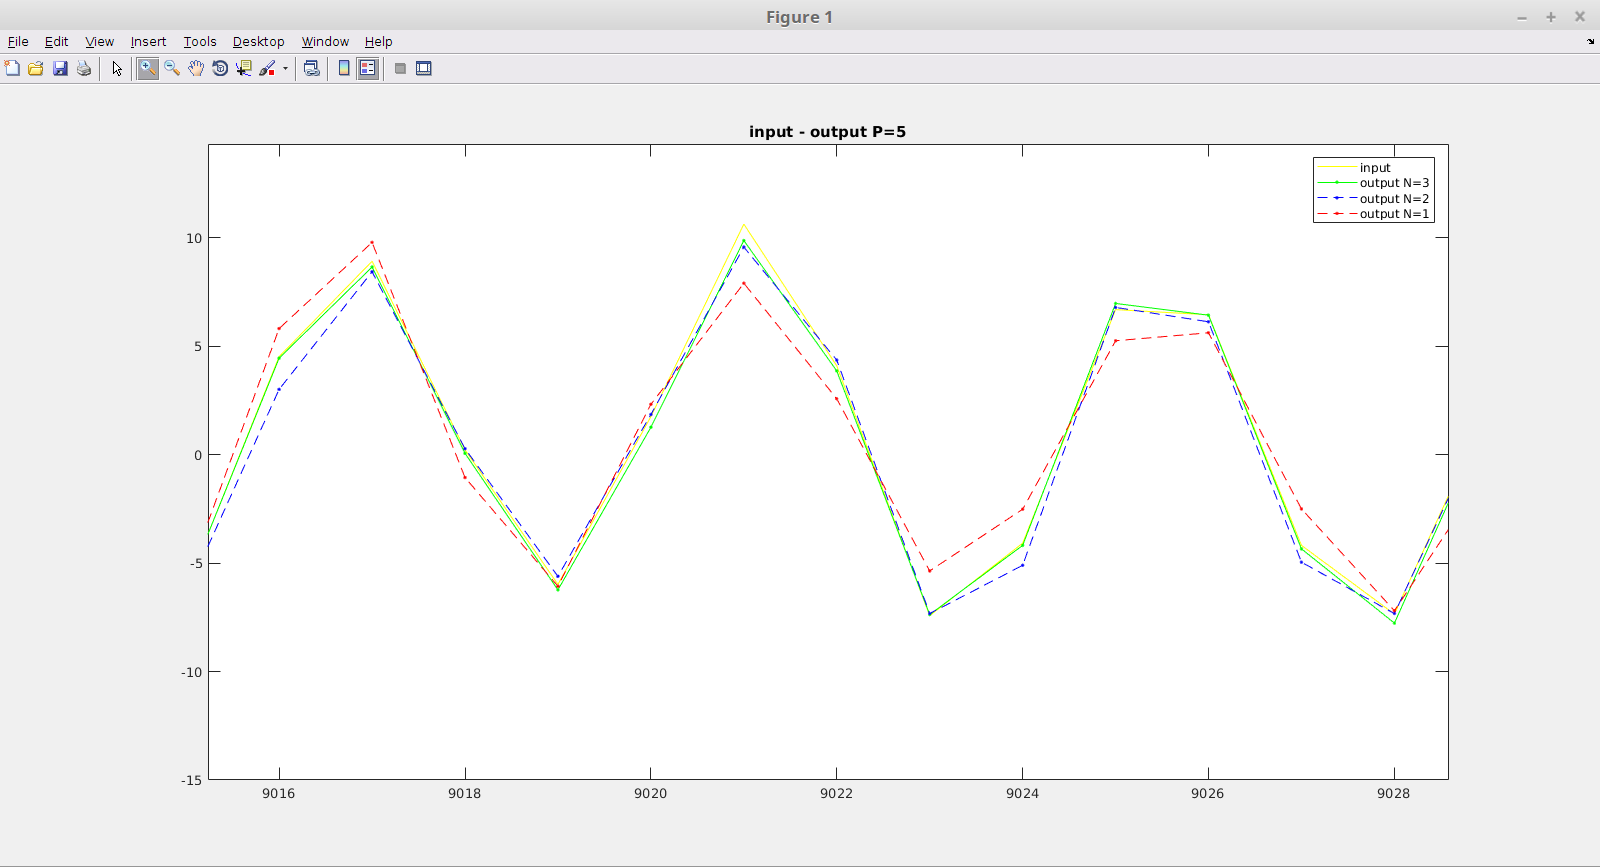 Figure 1
File Edit View Insert Tools Desktop Window Help
input - output P=5
input
output N=3
output N=2
output N=1
10
5
0
-5
-10
-15
9016 9018 9020 9022 9024 9026 9028